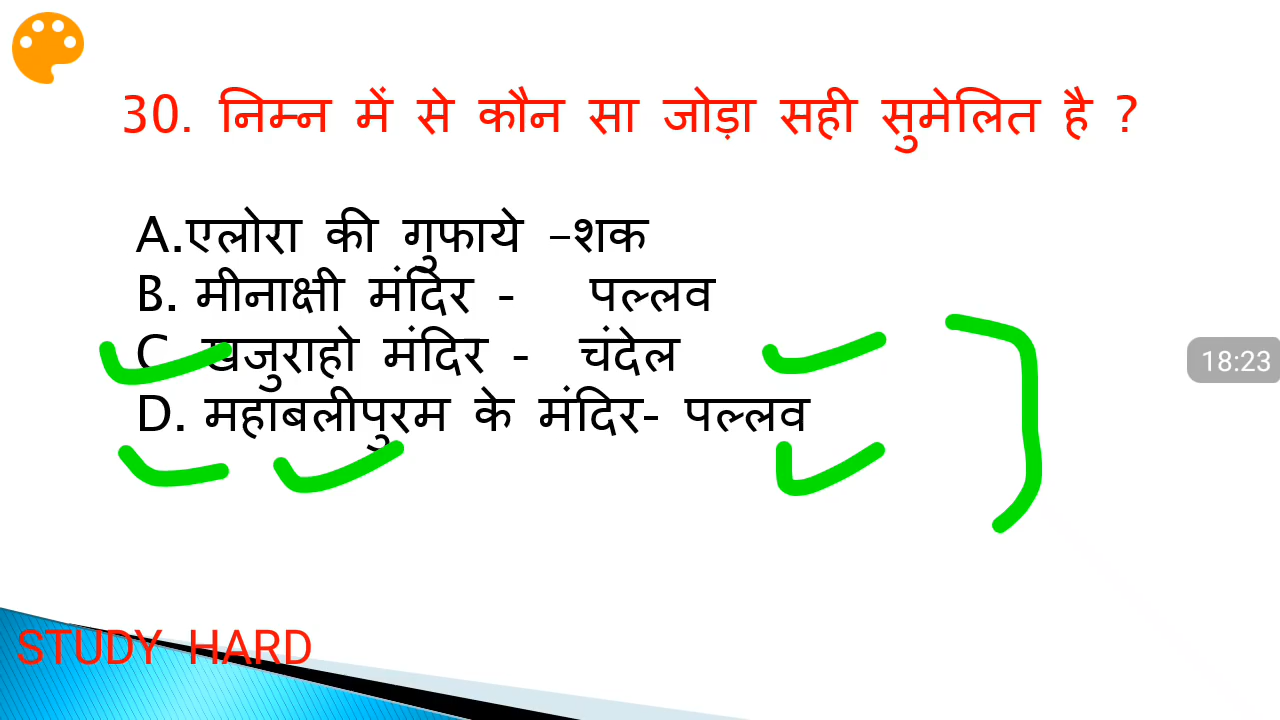 30. निम्न में से कौन सा जोड़ा सही सुमेलित है ?
A.एलोरा की गुफाये –शक
B. मीनाक्षी मंदिर - पल्लव
C खजुराहो मंदिर - चंदेल
D. महाबलीपुरम के मंदिर- पल्लव
18:23
STUDY HARD